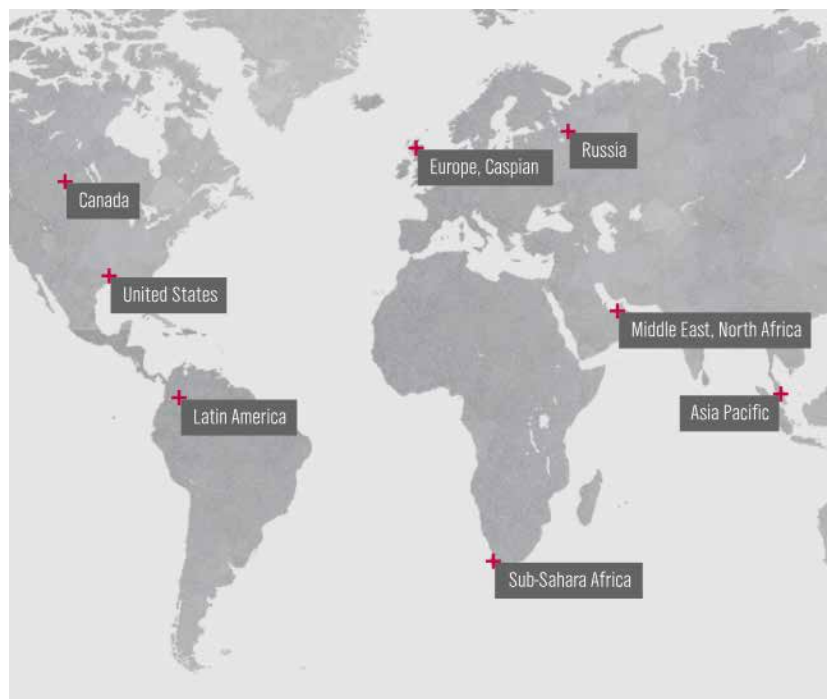 Russia
Europe, Caspian
Canada
United States
Middle East, North Africa
Latin America
Asia Pacific
Sub-Sahara Africa